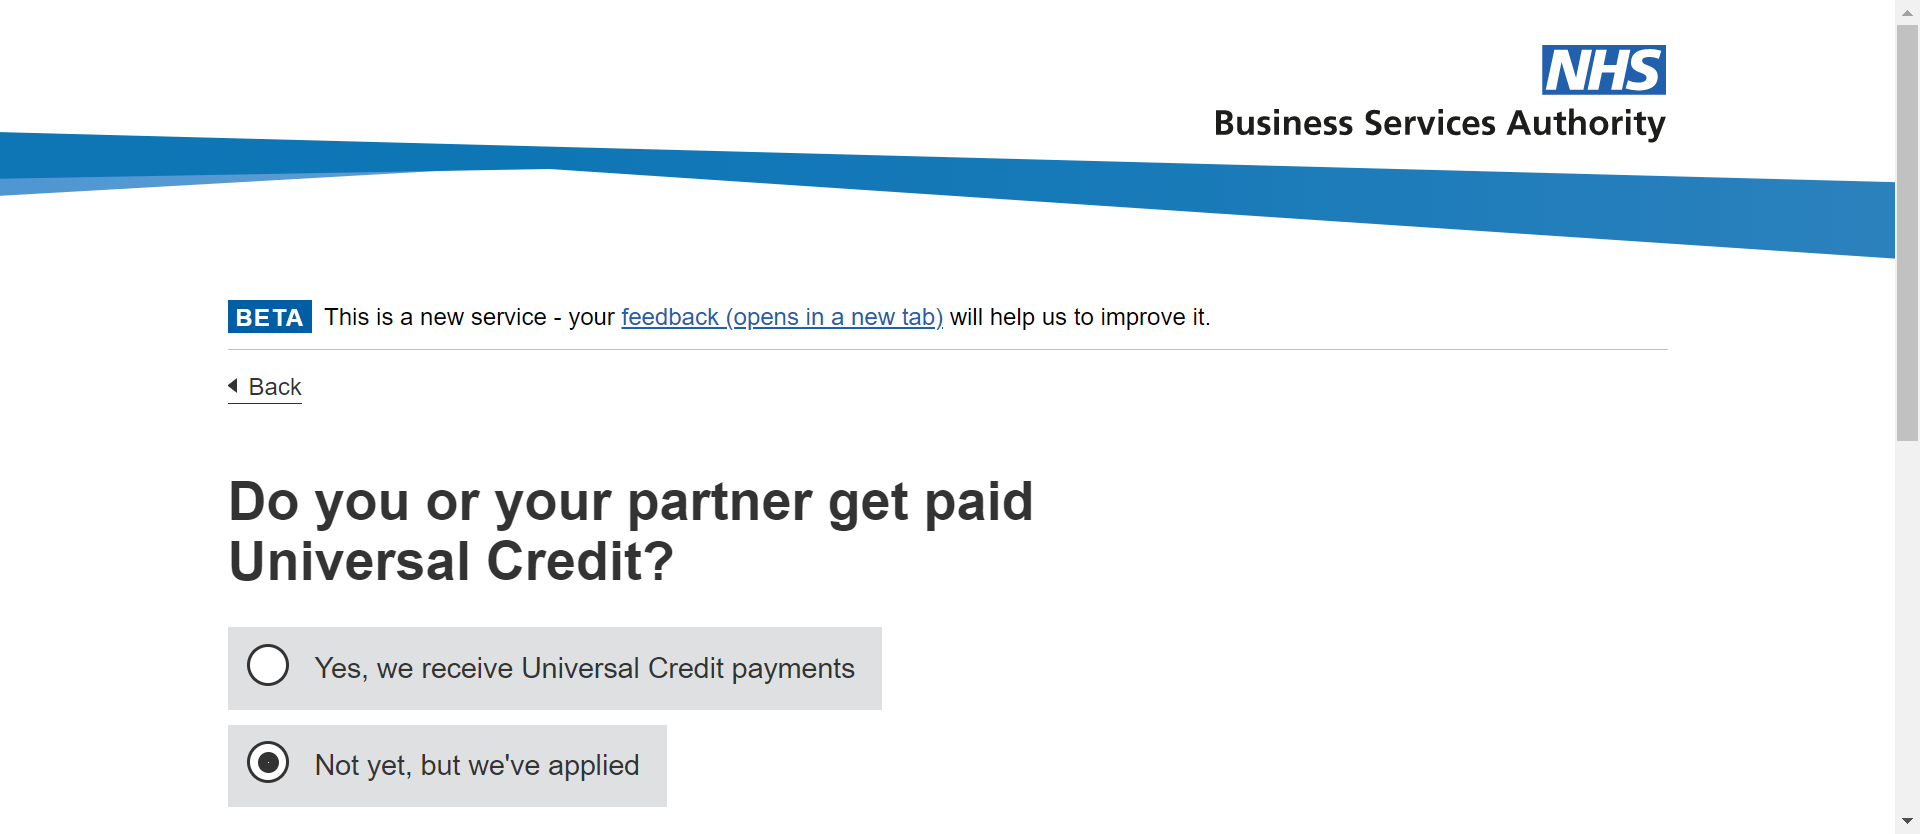 NHS
Business Services Authority
BETA This is a new service - your feedback (opens in a new tab) will help us to improve it.
Back
Do you or your partner get paid
Universal Credit?
Yes, we receive Universal Credit payments
Not yet, but we've applied